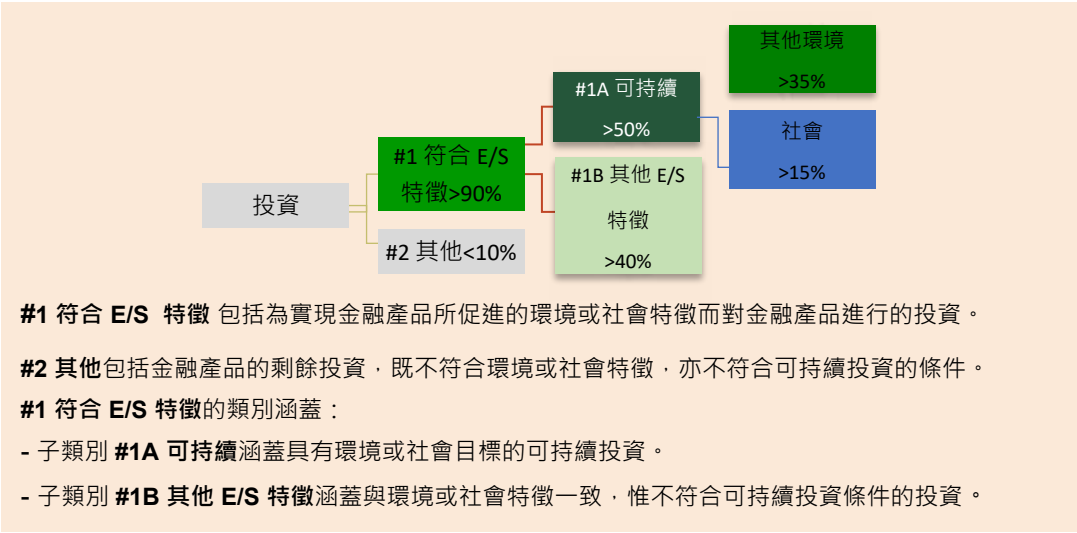 其他環境
>35%
#1A 可持續
>50%
社會
>15%
#1 符合 E/S
特徵>90%
#1B 其他 E/S
特徵
>40%
投資
#2 其他<10%
#1 符合 E/S 特徵 包括為實現金融產品所促進的環境或社會特徵而對金融產品進行的投資。
#2 其他包括金融產品的剩餘投資，既不符合環境或社會特徵，亦不符合可持續投資的條件。
#1 符合 E/S 特徵的類別涵蓋：
- 子類別 #1A 可持續涵蓋具有環境或社會目標的可持續投資。
- 子類別 #1B 其他 E/S 特徵涵蓋與環境或社會特徵一致，惟不符合可持續投資條件的投資。